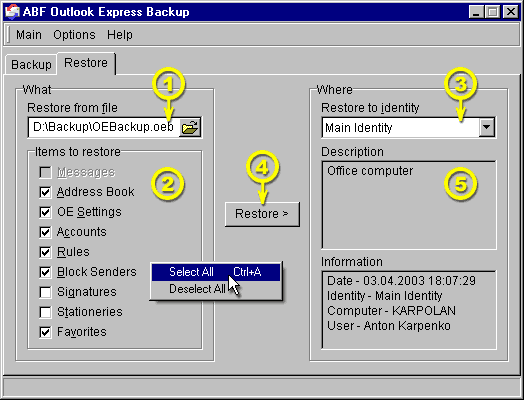 ABF Outlook Express Backup
Main Options Help
Backup Restore
What
1
Restore from file
D:\Backup\OEBackup.oeb
Items to restore
Messages
2
Address Book
OE Settings
Accounts
Rules
Block Senders
Signatures
Stationeries
Favorites
Select All Ctrl+A
Deselect All
4
Restore >
Where
3
Restore to identity
Main Identity
Description
Office computer
5
Information
Date - 03.04.2003 18:07:29
Identity - Main Identity
Computer - KARPOLAN
User - Anton Karpenko